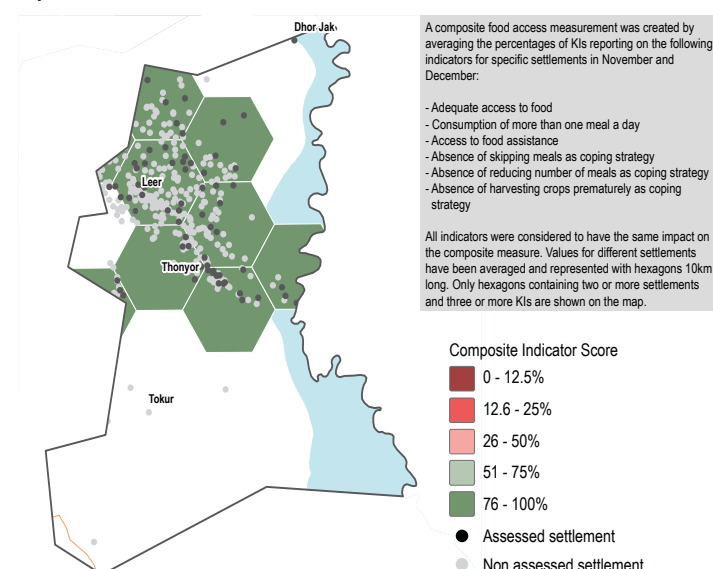 Dhor Jak
Leer
Thonyor
Tokur
A composite food access measurement was created by
averaging the percentages of KIs reporting on the following
indicators for specific settlements in November and
December:
- Adequate access to food
- Consumption of more than one meal a day
- Access to food assistance
- Absence of skipping meals as coping strategy
- Absence of reducing number of meals as coping strategy
- Absence of harvesting crops prematurely as coping
strategy
All indicators were considered to have the same impact on
the composite measure. Values for different settlements
have been averaged and represented with hexagons 10km
long. Only hexagons containing two or more settlements
and three or more KIs are shown on the map.
Composite Indicator Score
0 - 12.5%
12.6 - 25%
26 - 50%
51 - 75%
76 - 100%
Assessed settlement
Non assessed settlement